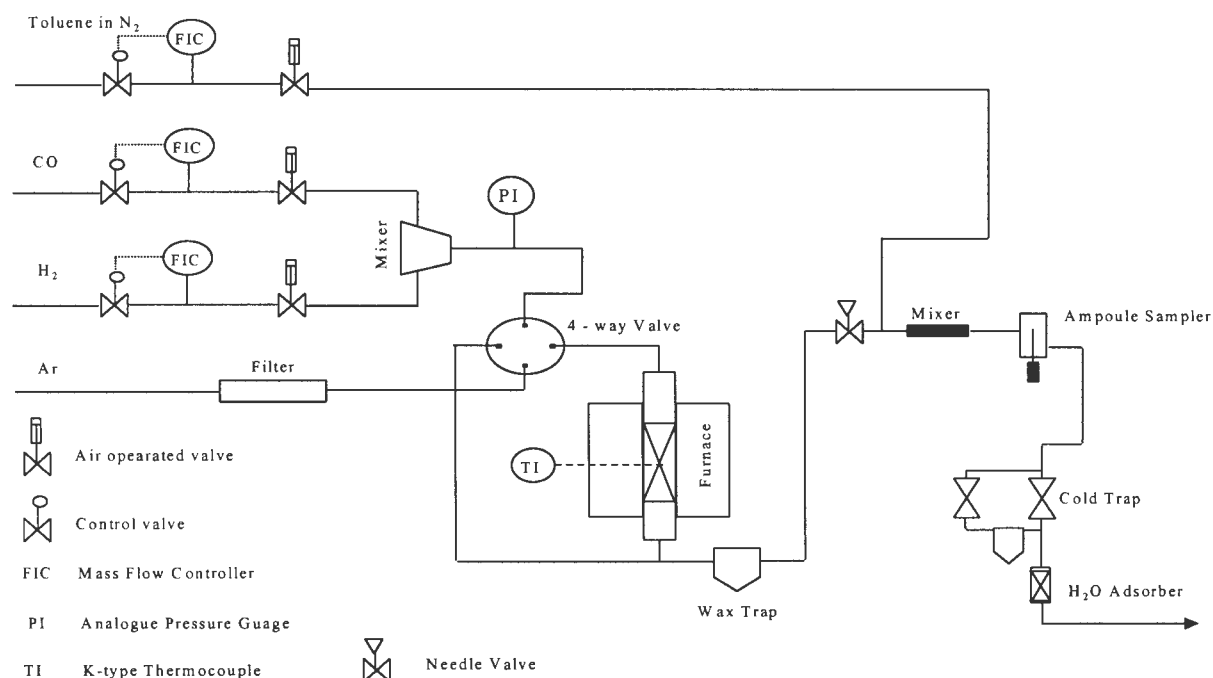 Toluene in N₂
FIC
CO
FIC
PI
Mixer
H₂
FIC
4 - way Valve
Mixer
Ampoule Sampler
Ar
Filter
TI
Furnace
Air opearated valve
Cold Trap
Control valve
FIC Mass Flow Controller
Wax Trap
H₂O Adsorber
PI Analogue Pressure Guage
TI K-type Thermocouple
Needle Valve